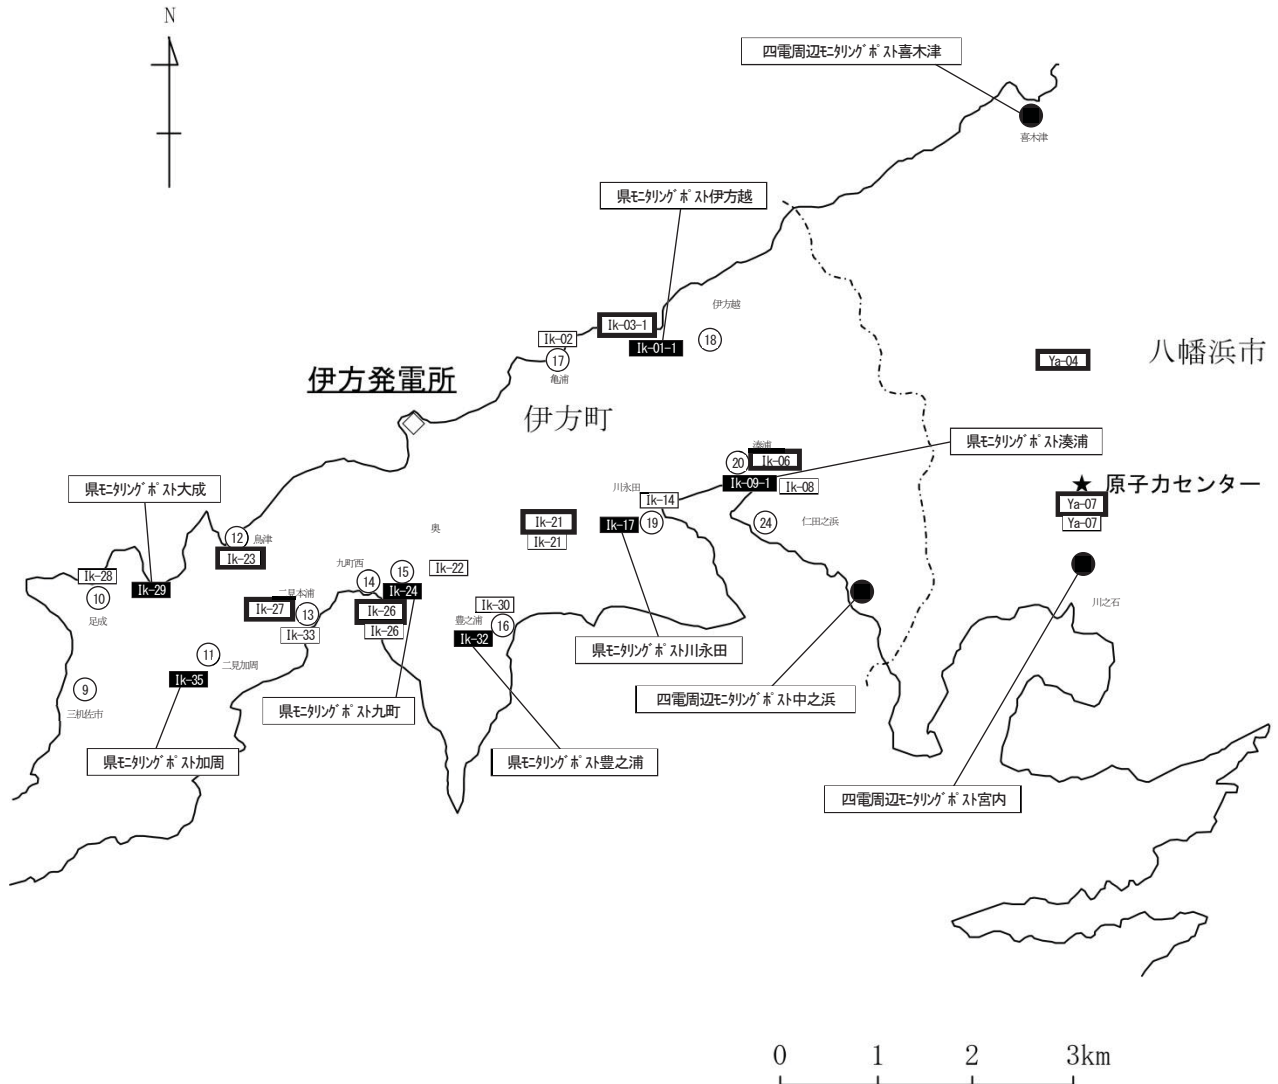 N
四電周辺ﾓﾆﾀﾘﾝｸﾞﾎﾟｽﾄ喜木津
喜木津
県ﾓﾆﾀﾘﾝｸﾞﾎﾟｽﾄ伊方越
伊方越
Ik-03-1
Ik-02
Ik-01-1
18
17
亀浦
八幡浜市
Ya-04
伊方発電所
伊方町
県ﾓﾆﾀﾘﾝｸﾞﾎﾟｽﾄ湊浦
湊浦
20
Ik-06
Ik-09-1
Ik-08
★ 原子力センター
Ya-07
Ya-07
県ﾓﾆﾀﾘﾝｸﾞﾎﾟｽﾄ大成
川永田
Ik-14
Ik-17
19
24
仁田之浜
奥
Ik-21
Ik-21
12
鳥津
Ik-23
九町西
14
15
Ik-22
Ik-24
Ik-28
10
足成
Ik-29
二見本浦
Ik-27
13
Ik-33
Ik-26
Ik-26
Ik-30
豊之浦
16
Ik-32
川之石
11
二見加周
Ik-35
9
三机佐市
県ﾓﾆﾀﾘﾝｸﾞﾎﾟｽﾄ川永田
四電周辺ﾓﾆﾀﾘﾝｸﾞﾎﾟｽﾄ中之浜
県ﾓﾆﾀﾘﾝｸﾞﾎﾟｽﾄ九町
県ﾓﾆﾀﾘﾝｸﾞﾎﾟｽﾄ加周
県ﾓﾆﾀﾘﾝｸﾞﾎﾟｽﾄ豊之浦
四電周辺ﾓﾆﾀﾘﾝｸﾞﾎﾟｽﾄ宮内
0 1 2 3km